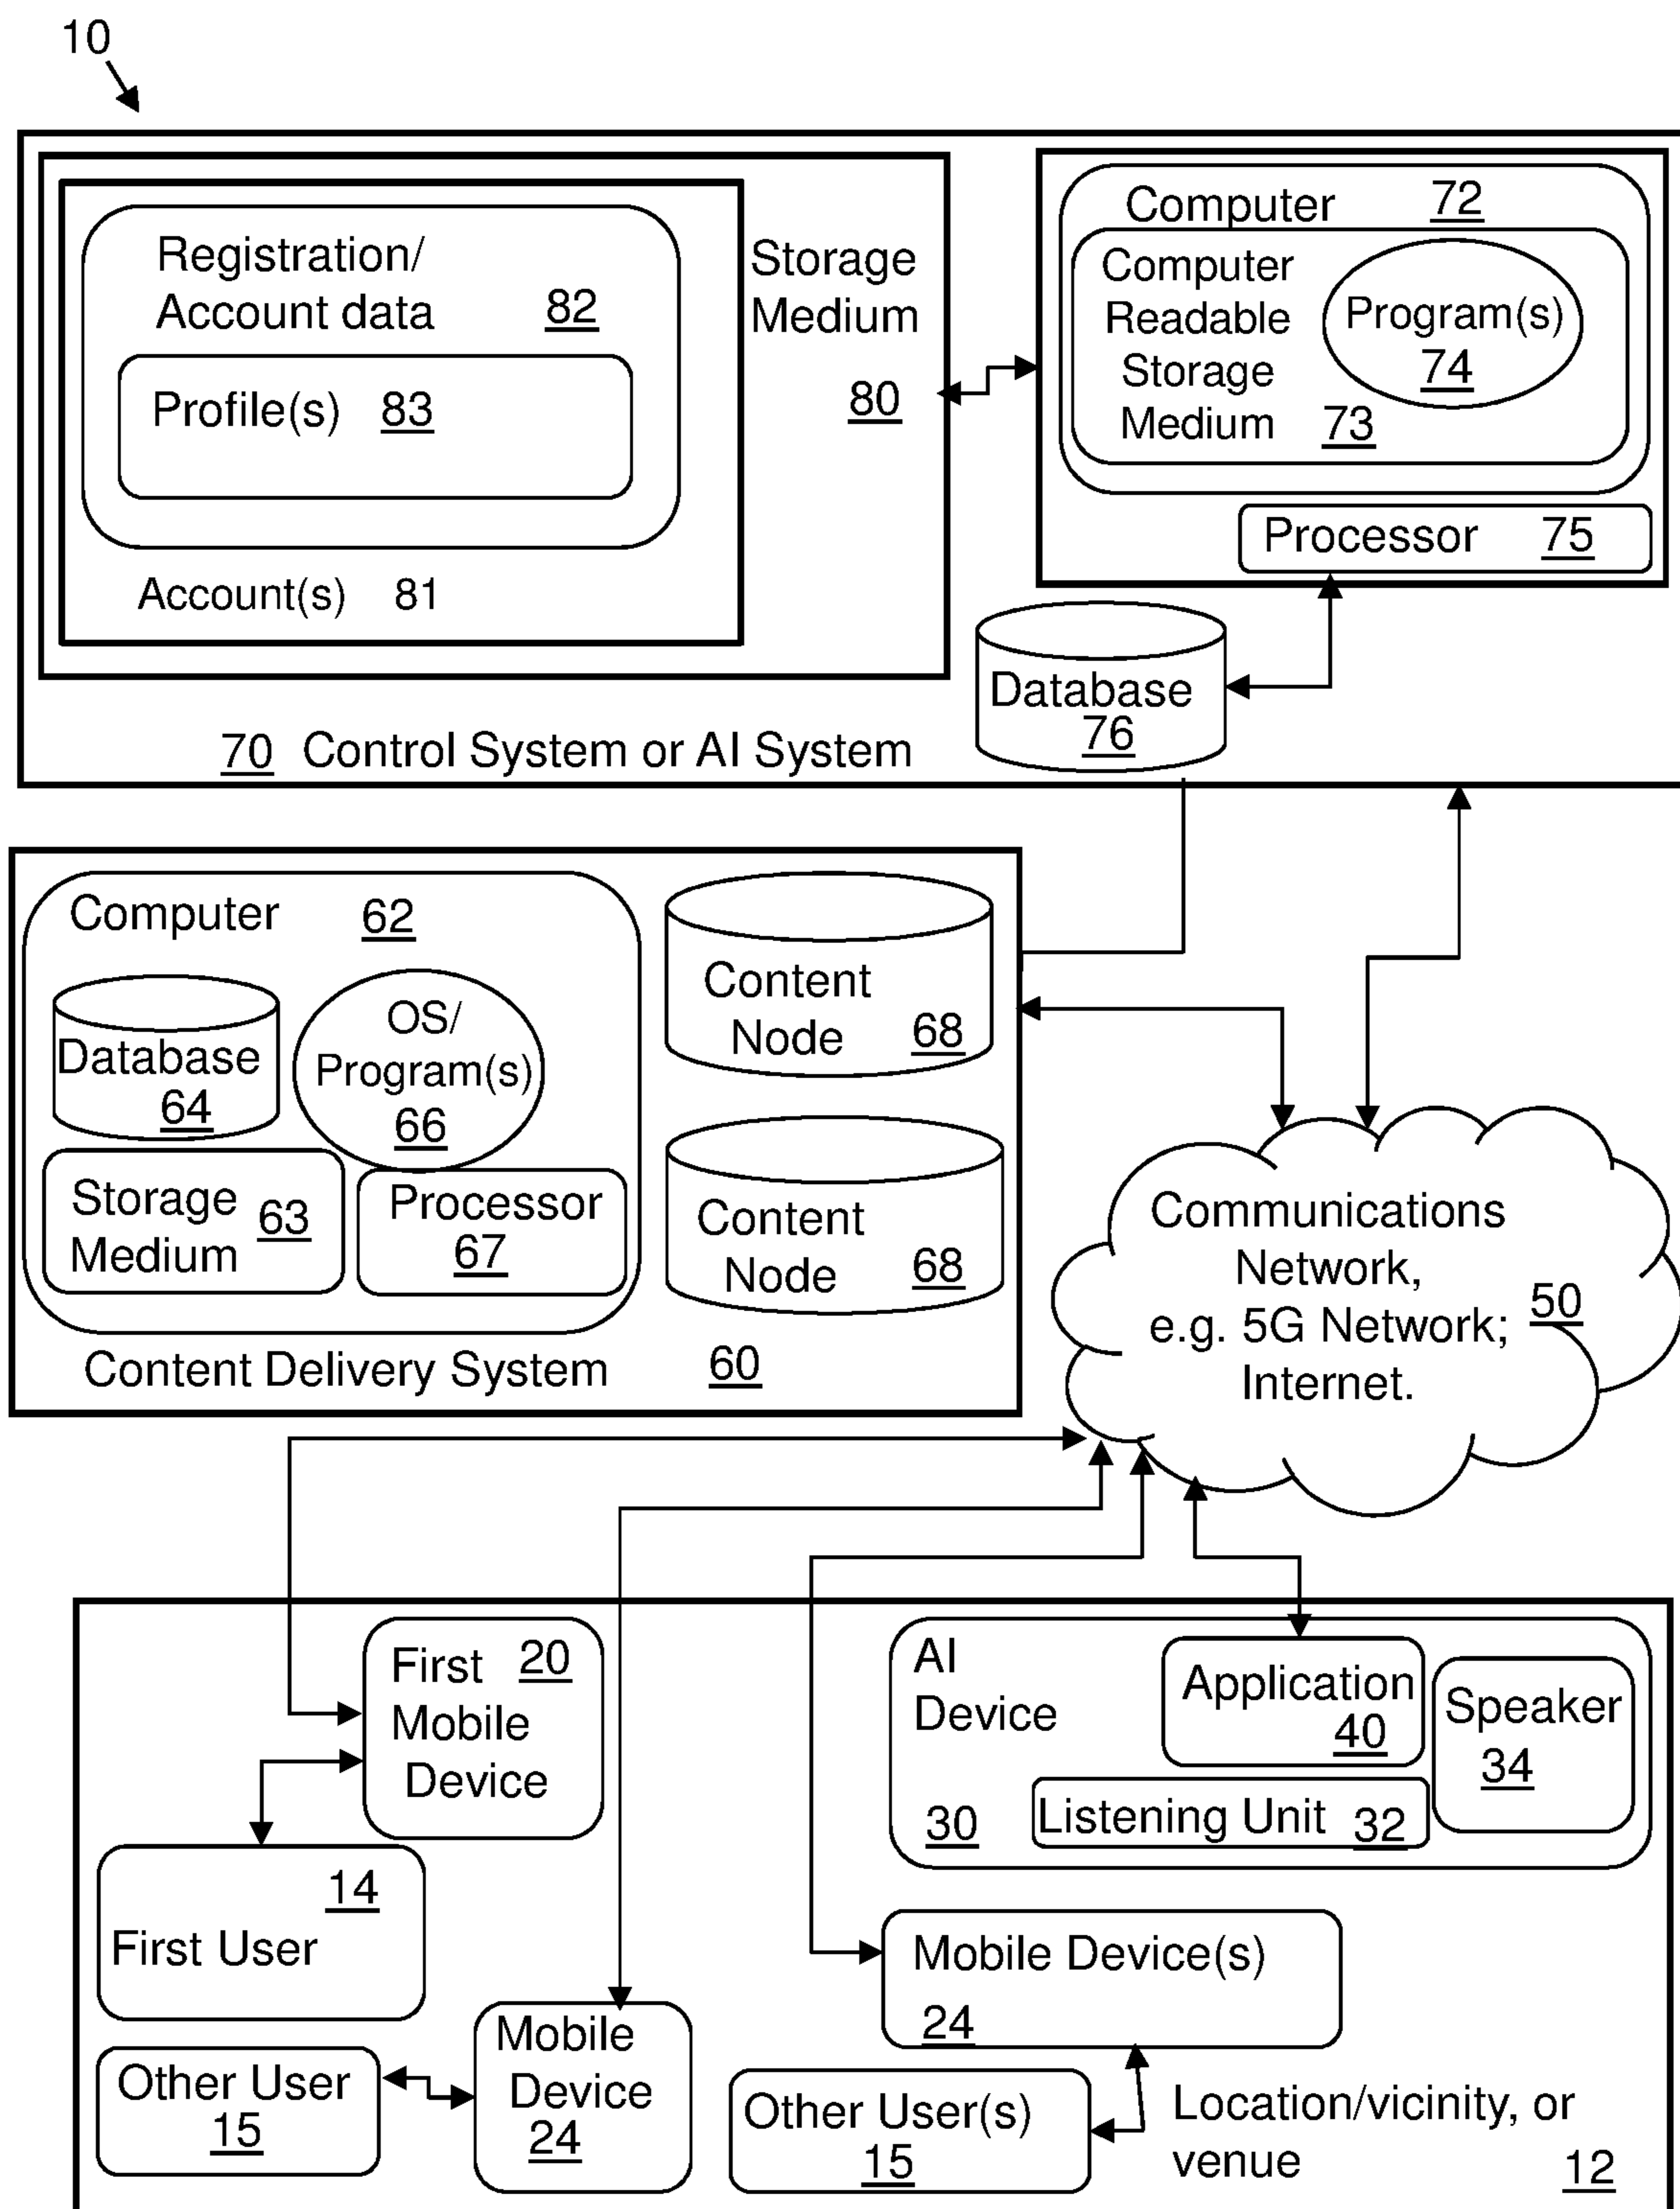 10
Registration/
Account data 82
Profile(s) 83
Account(s) 81
Storage
Medium
80
Computer 72
Computer
Readable
Storage
Medium 73
Program(s)
74
Processor 75
Database
76
70 Control System or AI System
Computer 62
Database
64
OS/
Program(s)
66
Storage
Medium 63
Processor
67
Content
Node 68
Content
Node 68
Content Delivery System 60
Communications
Network,
e.g. 5G Network; 50
Internet.
First 20
Mobile
Device
14
First User
Other User
15
Mobile
Device
24
AI
Device
30
Application
40
Speaker
34
Listening Unit 32
Mobile Device(s)
24
Other User(s)
15
Location/vicinity, or
venue 12